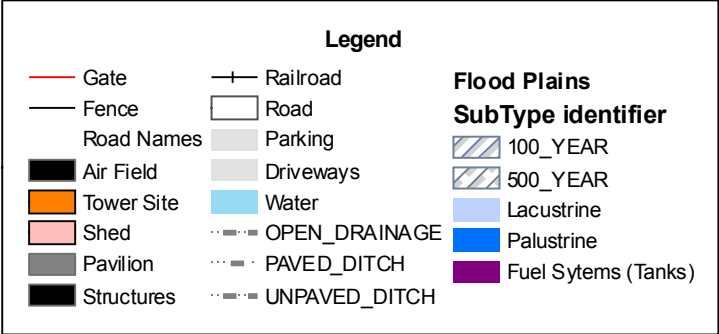 Legend
Gate
Fence
Road Names
Air Field
Tower Site
Shed
Pavilion
Structures
Railroad
Road
Parking
Driveways
Water
OPEN_DRAINAGE
PAVED_DITCH
UNPAVED_DITCH
Flood Plains
SubType identifier
100_YEAR
500_YEAR
Lacustrine
Palustrine
Fuel Sytems (Tanks)